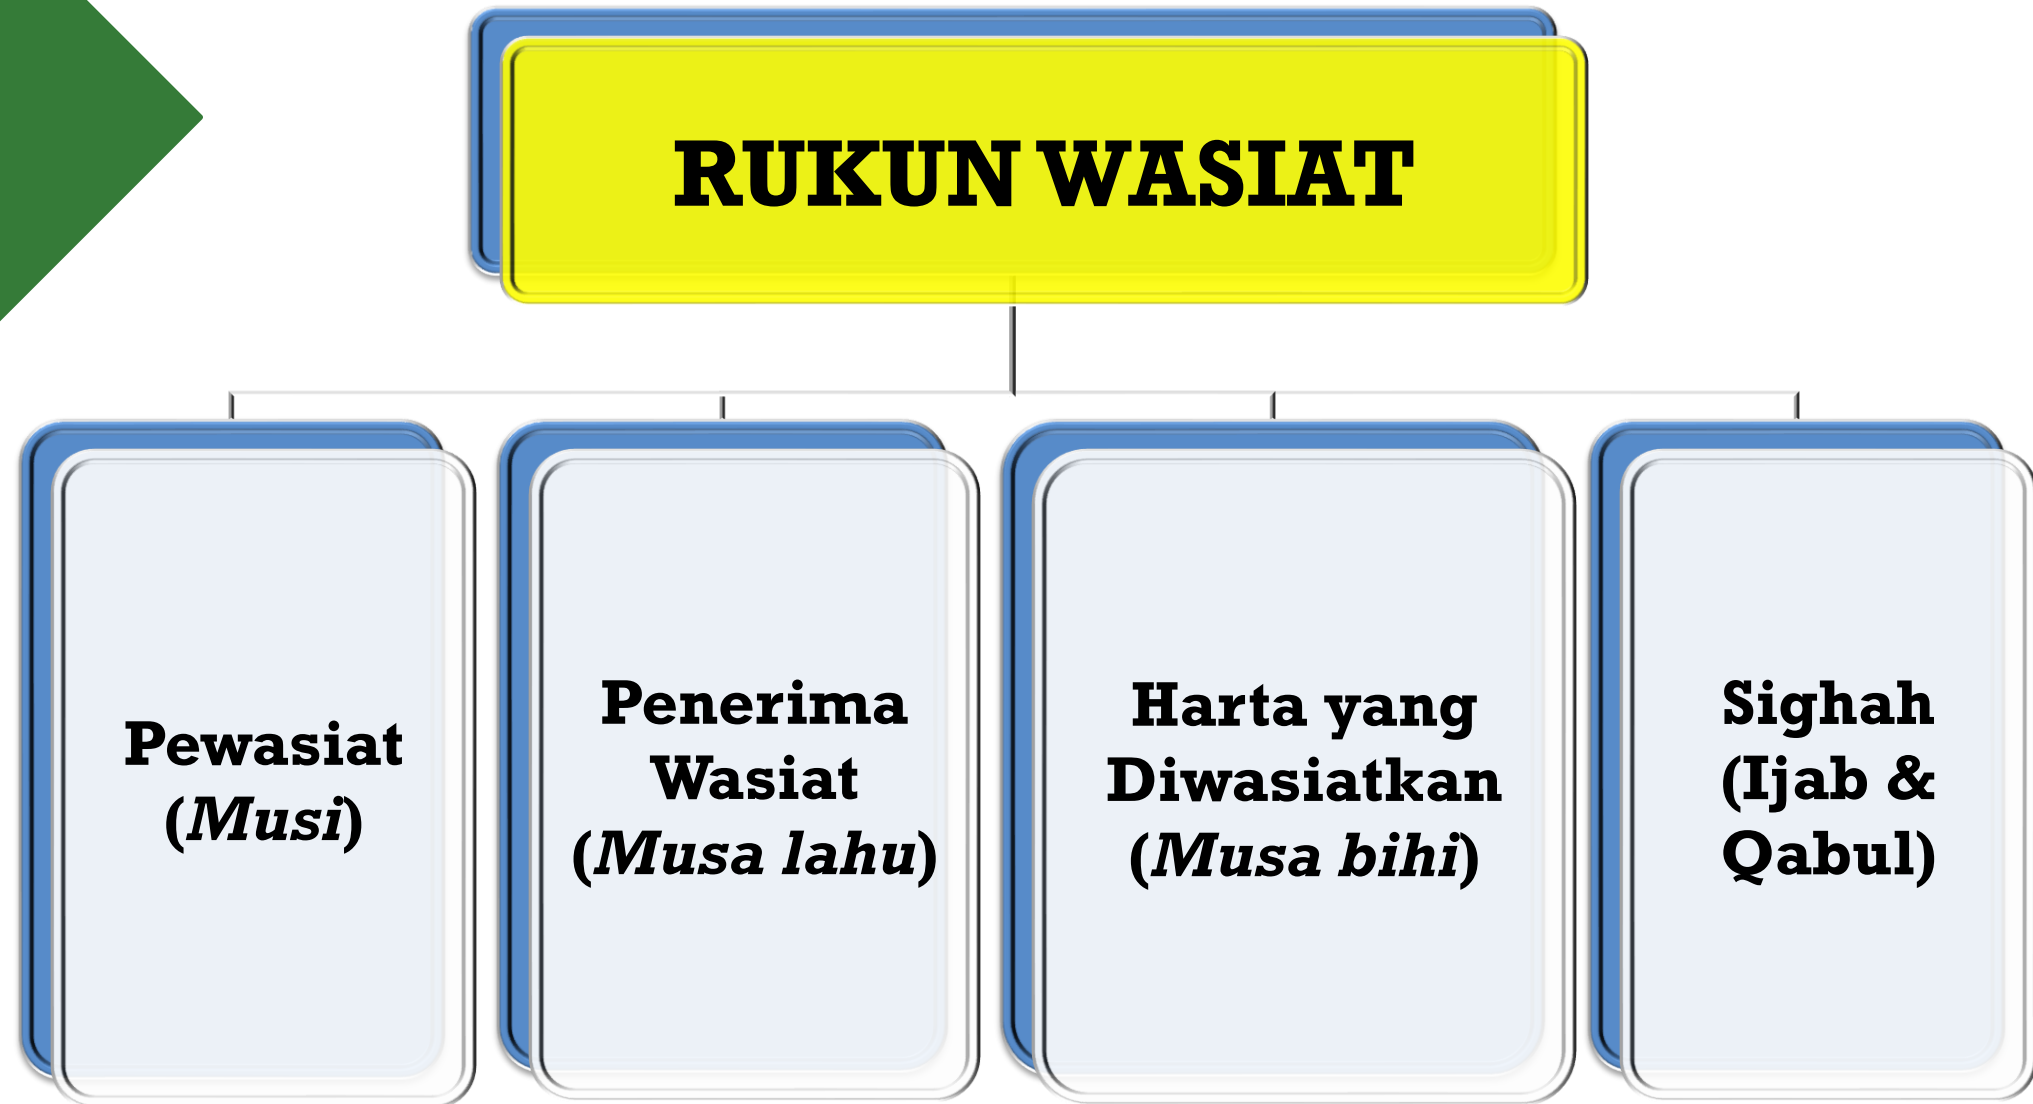 RUKUN WASIAT
Pewasiat
(Musi)
Penerima
Wasiat
(Musa lahu)
Harta yang
Diwasiatkan
(Musa bihi)
Sighah
(Ijab &
Qabul)